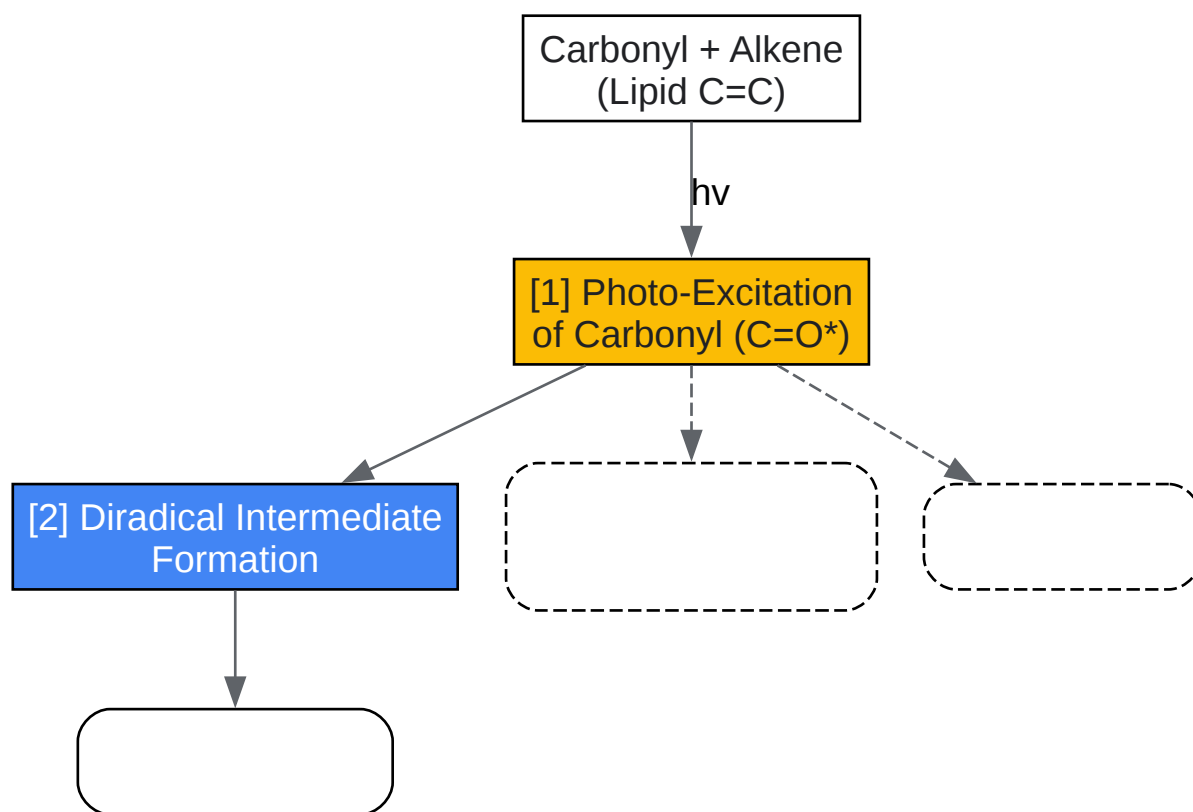 Carbonyl + Alkene
(Lipid C=C)
hv
[1] Photo-Excitation
of Carbonyl (C=O*)
[2] Diradical Intermediate
Formation